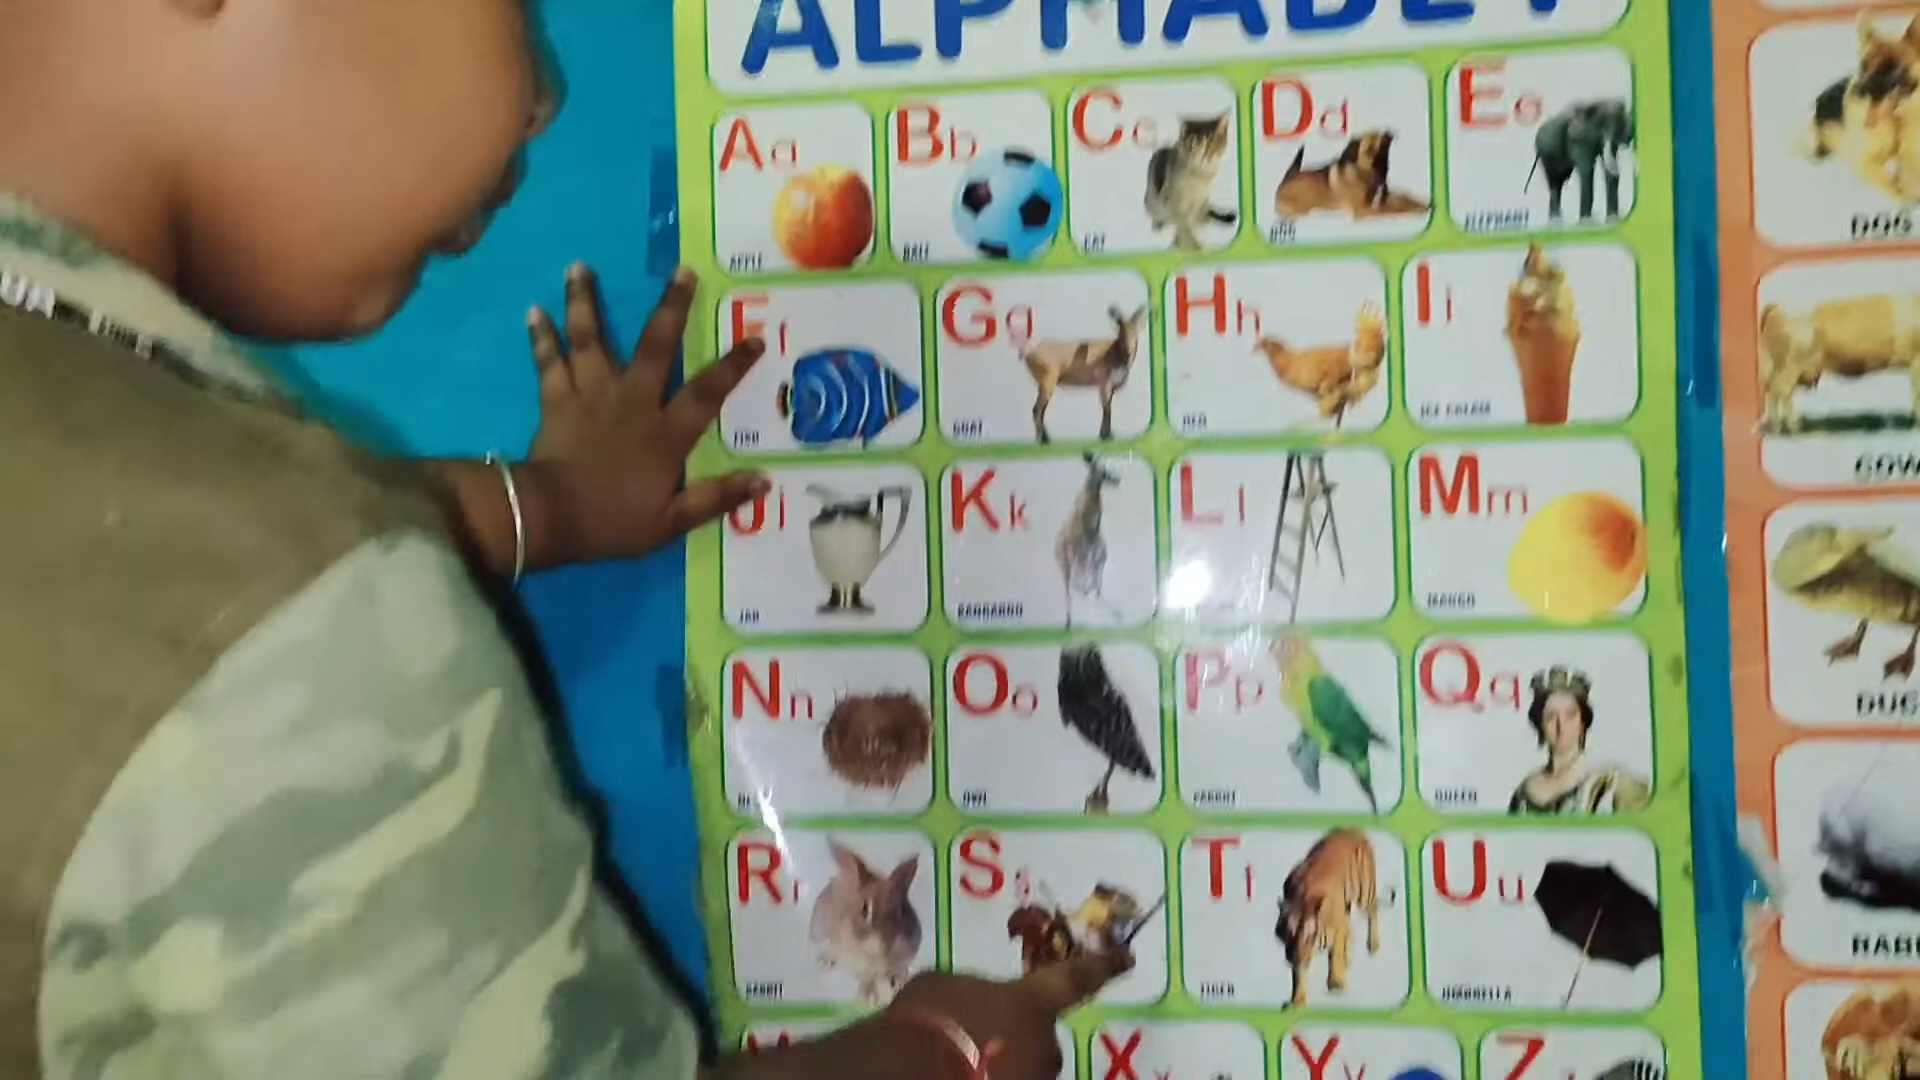 ALPHABET
Aa
Bb
Cc
Dd
Ee
APPLE
BALL
CAT
DOG
ELEPHANT
Ff
Gg
Hh
Ii
FISH
GOAT
HEN
ICE CREAM
Jj
Kk
Ll
Mm
JAR
KANGAROO
MANGO
Nn
Oo
Pp
Qq
OWL
PARROT
QUEEN
Rr
Ss
Tt
Uu
RABBIT
TIGER
UMBRELLA
Xx
Yy
Z
DOG
COW
DUC
RABB